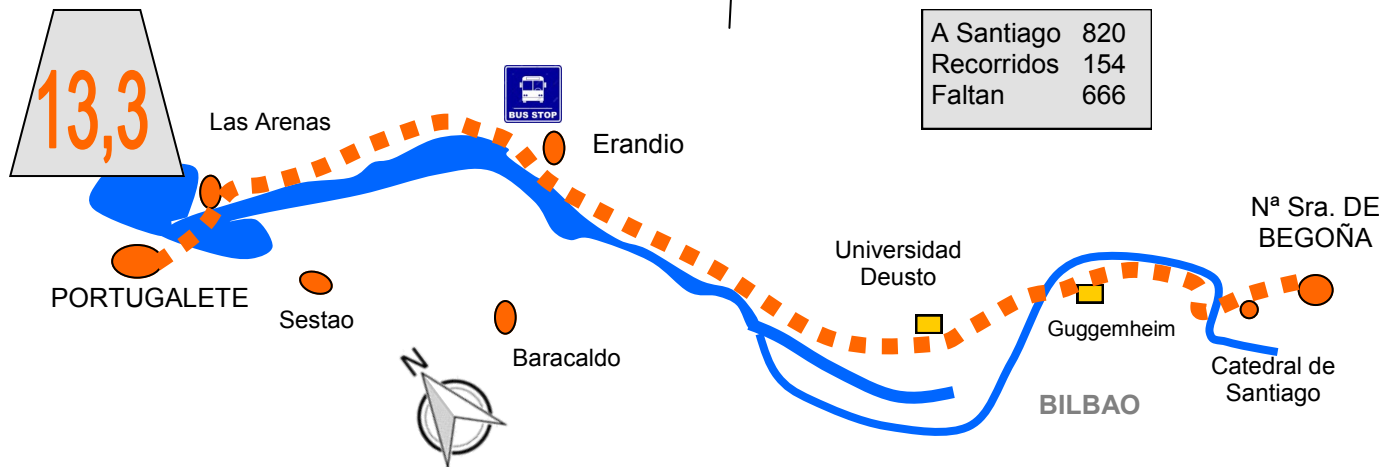 13,3
Las Arenas
BUS STOP
Erandio
A Santiago 820
Recorridos 154
Faltan 666
Nª Sra. DE
BEGOÑA
Universidad
Deusto
PORTUGALETE
Sestao
Baracaldo
Guggemheim
Catedral de
Santiago
BILBAO
N